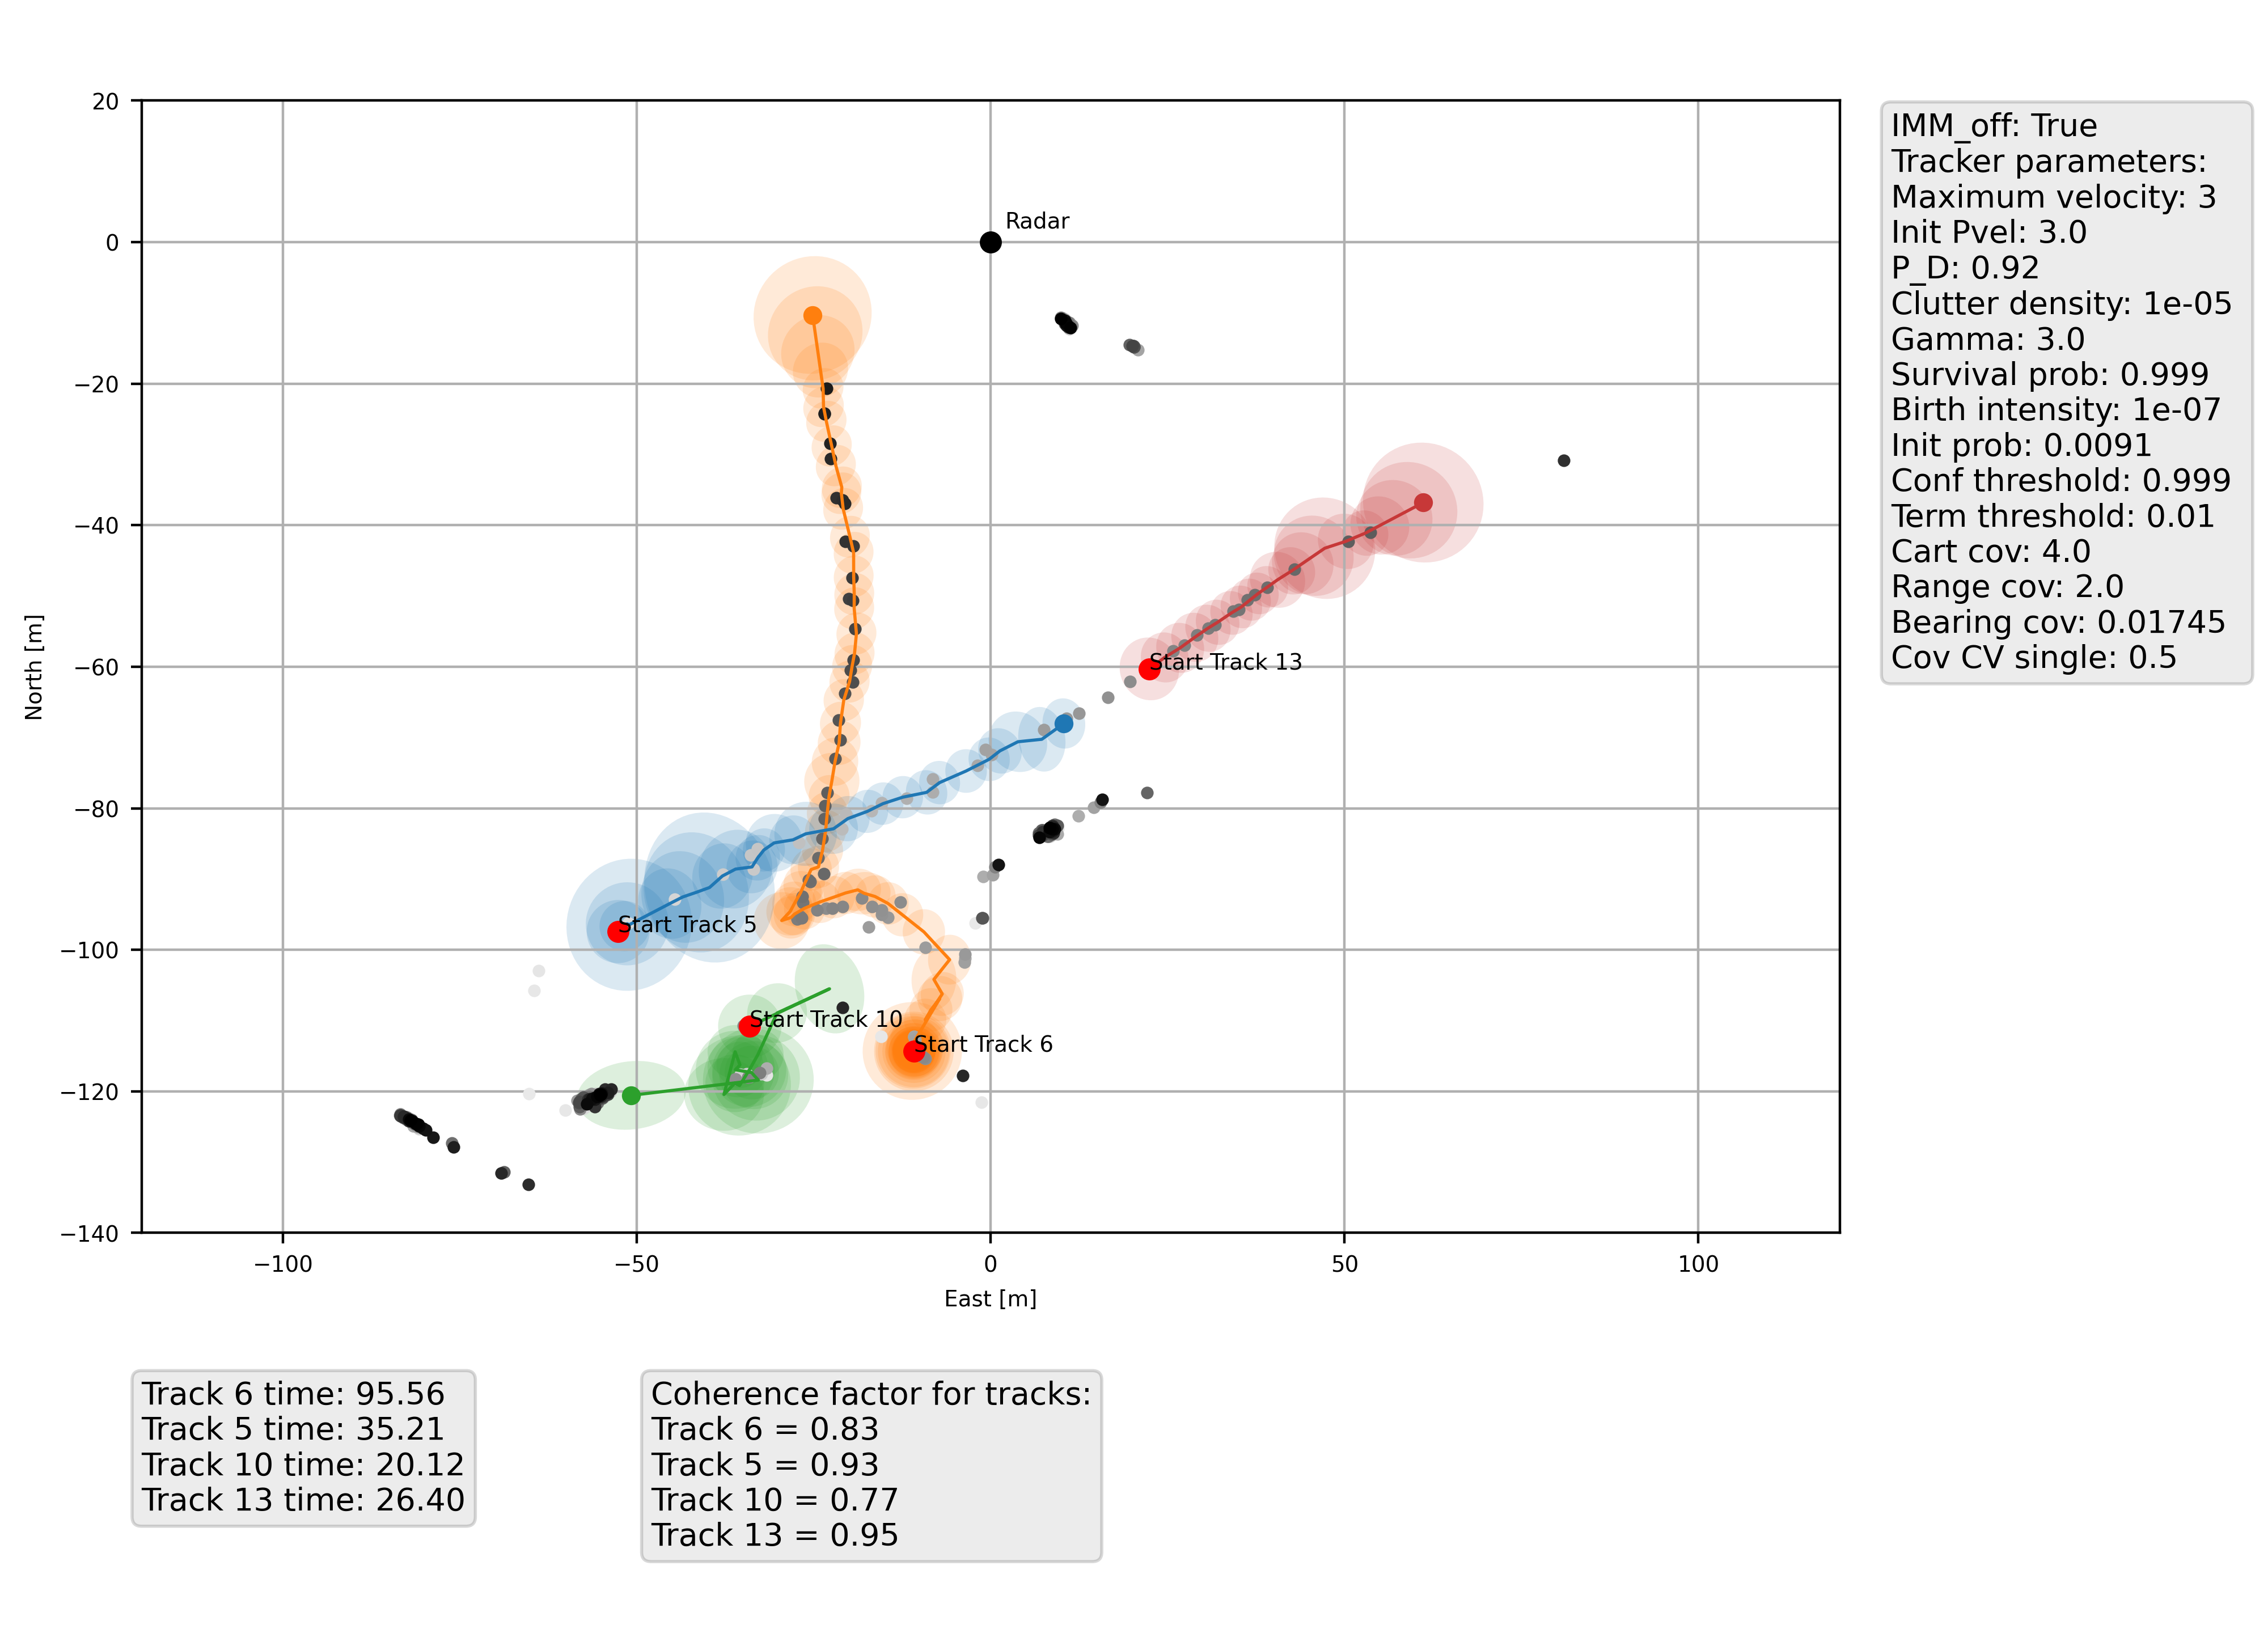 20
0
−20
−40
−60
−80
−100
−120
−140
−100
−50
0
50
100
East [m]
North [m]
Radar
Start Track 13
Start Track 5
Start Track 10
Start Track 6
IMM_off: True
Tracker parameters:
Maximum velocity: 3
Init Pvel: 3.0
P_D: 0.92
Clutter density: 1e-05
Gamma: 3.0
Survival prob: 0.999
Birth intensity: 1e-07
Init prob: 0.0091
Conf threshold: 0.999
Term threshold: 0.01
Cart cov: 4.0
Range cov: 2.0
Bearing cov: 0.01745
Cov CV single: 0.5
Track 6 time: 95.56
Track 5 time: 35.21
Track 10 time: 20.12
Track 13 time: 26.40
Coherence factor for tracks:
Track 6 = 0.83
Track 5 = 0.93
Track 10 = 0.77
Track 13 = 0.95